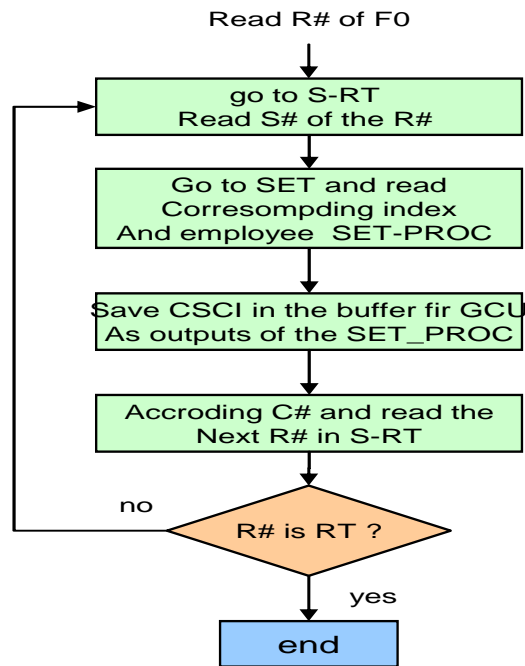 Read R# of F0
go to S-RT
Read S# of the R#
Go to SET and read
Corresompding index
And employee SET-PROC
Save CSCI in the buffer fir GCU
As outputs of the SET_PROC
Accroding C# and read the
Next R# in S-RT
no
R# is RT ?
yes
end